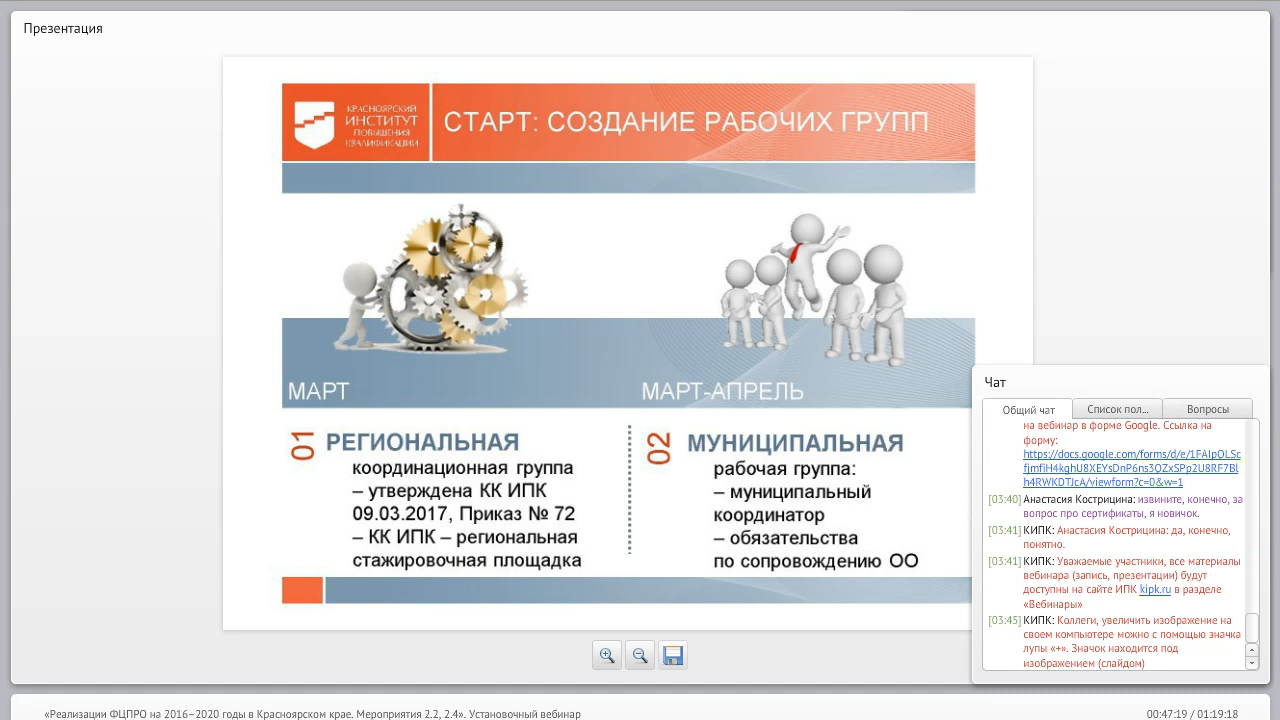 Презентация
КРАСНОЯРСКИЙ
ИНСТИТУТ
ПОВЫШЕНИЯ
КВАЛИФИКАЦИИ
СТАРТ: СОЗДАНИЕ РАБОЧИХ ГРУПП
МАРТ
МАРТ-АПРЕЛЬ
01
РЕГИОНАЛЬНАЯ
координационная группа
– утверждена КК ИПК
09.03.2017, Приказ № 72
– КК ИПК – региональная
стажировочная площадка
02
МУНИЦИПАЛЬНАЯ
рабочая группа:
– муниципальный
координатор
– обязательства
по сопровождению ОО
Чат
Общий чат
Список пол...
Вопросы
на вебинар в форме Google. Ссылка на
форму:
https://docs.google.com/forms/d/e/1FAIpQLSc
fjmfiH4kghU8XEYsDnP6ns3OZxSPp2U8RF7Bl
h4RWKDTJcA/viewform?c=0&w=1
[03:40] Анастасия Кострицина: извините, конечно, за
вопрос про сертификаты, я новичок.
[03:41] КИПК: Анастасия Кострицина: да, конечно,
понятно.
[03:41] КИПК: Уважаемые участники, все материалы
вебинара (запись, презентации) будут
доступны на сайте ИПК kipk.ru в разделе
«Вебинары»
[03:45] КИПК: Коллеги, увеличить изображение на
своем компьютере можно с помощью значка
лупы «+». Значок находится под
изображением (слайдом)
«Реализации ФЦПРО на 2016–2020 годы в Красноярском крае. Мероприятия 2.2, 2.4». Установочный вебинар
00:47:19 / 01:19:18